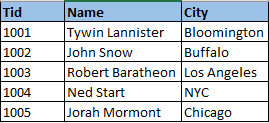 Tid Name City
1001 Tywin Lannister Bloomington
1002 John Snow Buffalo
1003 Robert Baratheon Los Angeles
1004 Ned Start NYC
1005 Jorah Mormont Chicago